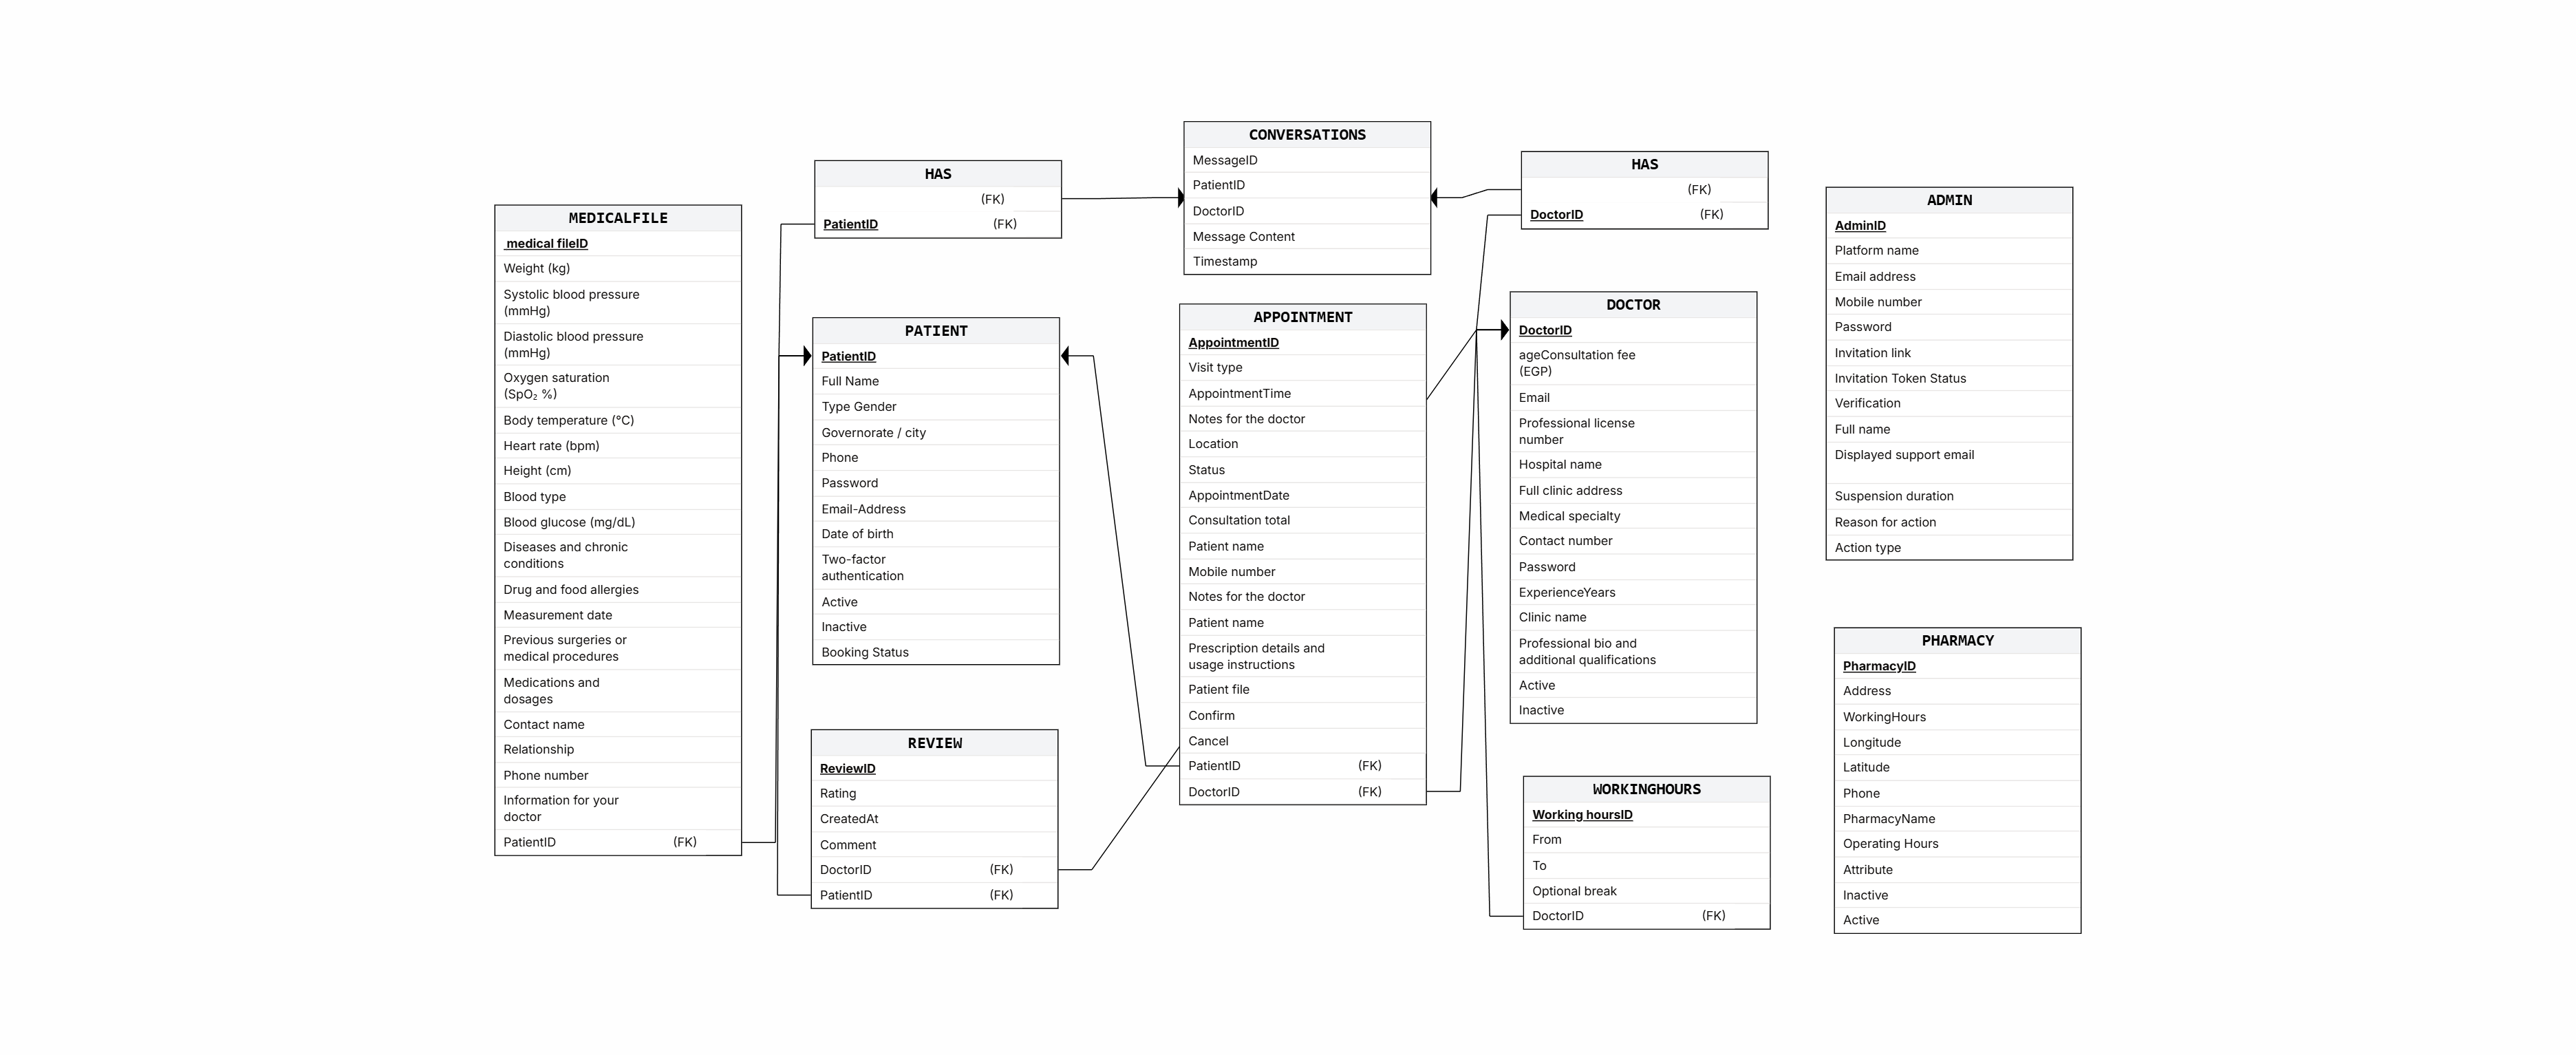 MEDICALFILE
medical fileID
Weight (kg)
Systolic blood pressure
(mmHg)
Diastolic blood pressure
(mmHg)
Oxygen saturation
(SpO₂ %)
Body temperature (°C)
Heart rate (bpm)
Height (cm)
Blood type
Blood glucose (mg/dL)
Diseases and chronic
conditions
Drug and food allergies
Measurement date
Previous surgeries or
medical procedures
Medications and
dosages
Contact name
Relationship
Phone number
Information for your
doctor
PatientID (FK)
HAS
(FK)
PatientID (FK)
PATIENT
PatientID
Full Name
Type Gender
Governorate / city
Phone
Password
Email-Address
Date of birth
Two-factor
authentication
Active
Inactive
Booking Status
REVIEW
ReviewID
Rating
CreatedAt
Comment
DoctorID (FK)
PatientID (FK)
CONVERSATIONS
MessageID
PatientID
DoctorID
Message Content
Timestamp
APPOINTMENT
AppointmentID
Visit type
AppointmentTime
Notes for the doctor
Location
Status
AppointmentDate
Consultation total
Patient name
Mobile number
Notes for the doctor
Patient name
Prescription details and
usage instructions
Patient file
Confirm
Cancel
PatientID (FK)
DoctorID (FK)
HAS
(FK)
DoctorID (FK)
DOCTOR
DoctorID
ageConsultation fee
(EGP)
Email
Professional license
number
Hospital name
Full clinic address
Medical specialty
Contact number
Password
ExperienceYears
Clinic name
Professional bio and
additional qualifications
Active
Inactive
WORKINGHOURS
Working hoursID
From
To
Optional break
DoctorID (FK)
ADMIN
AdminID
Platform name
Email address
Mobile number
Password
Invitation link
Invitation Token Status
Verification
Full name
Displayed support email
Suspension duration
Reason for action
Action type
PHARMACY
PharmacyID
Address
WorkingHours
Longitude
Latitude
Phone
PharmacyName
Operating Hours
Attribute
Inactive
Active